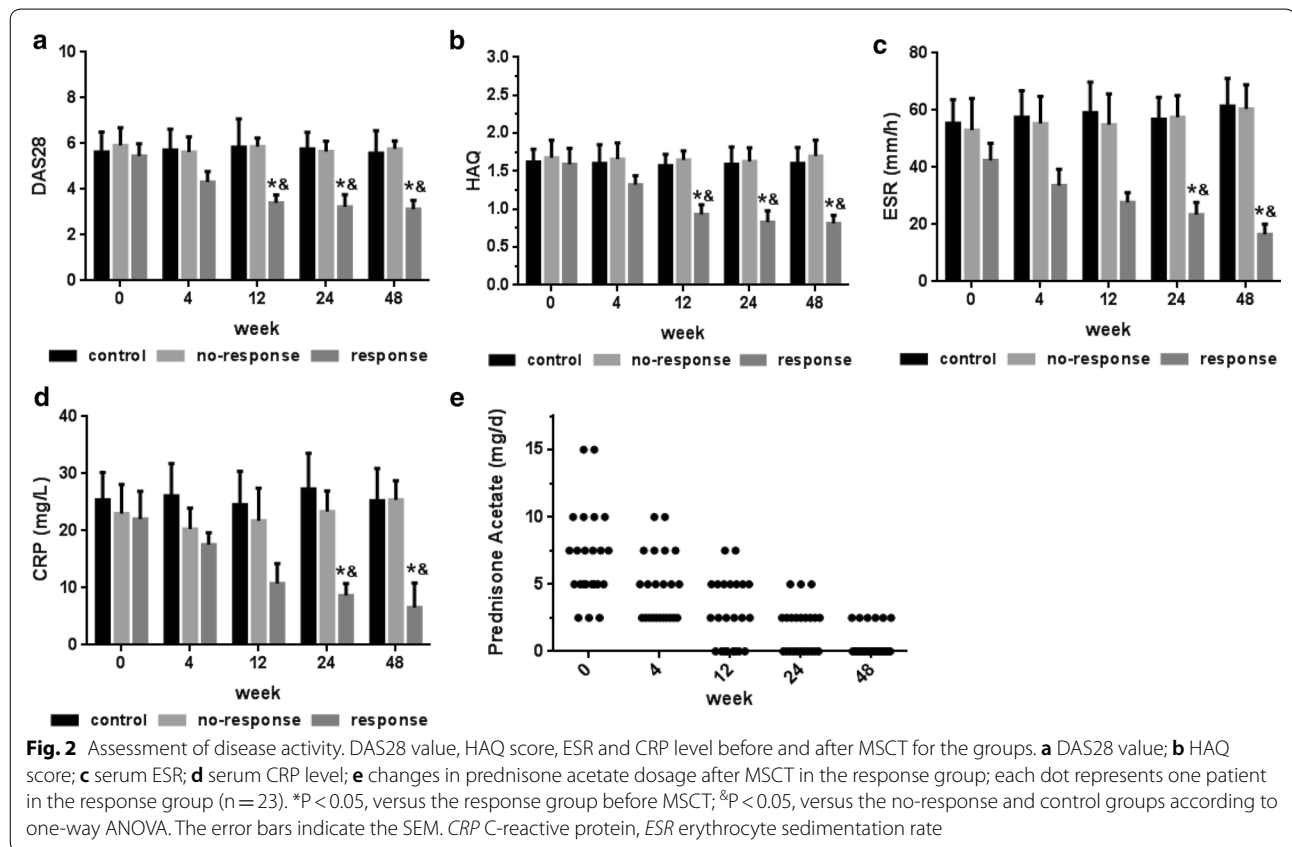 a
10
8
6
4
2
0
DAS28
*& *& *&
0 4 12 24 48
week
control no-response response
b
3.0
2.5
2.0
1.5
1.0
0.5
0.0
HAQ
*& *& *&
0 4 12 24 48
week
control no-response response
c
80
60
40
20
0
ESR (mm/h)
*& *&
0 4 12 24 48
week
control no-response response
d
40
30
20
10
0
CRP (mg/L)
*& *&
0 4 12 24 48
week
control no-response response
e
15
10
5
0
Prednisone Acetate (mg/d)
0 4 12 24 48
week
Fig. 2 Assessment of disease activity. DAS28 value, HAQ score, ESR and CRP level before and after MSCT for the groups. a DAS28 value; b HAQ
score; c serum ESR; d serum CRP level; e changes in prednisone acetate dosage after MSCT in the response group; each dot represents one patient
in the response group (n = 23). *P < 0.05, versus the response group before MSCT; &P < 0.05, versus the no-response and control groups according to
one-way ANOVA. The error bars indicate the SEM. CRP C-reactive protein, ESR erythrocyte sedimentation rate